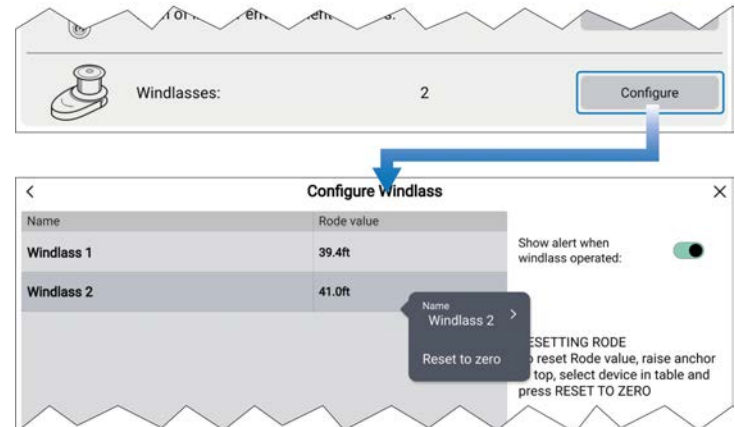 Windlasses:
2
Configure
Configure Windlass
Name
Rode value
Windlass 1
39.4ft
Show alert when
windlass operated:
Windlass 2
41.0ft
Name
Windlass 2
Reset to zero
ESETTING RODE
reset Rode value, raise anchor
top, select device in table and
press RESET TO ZERO